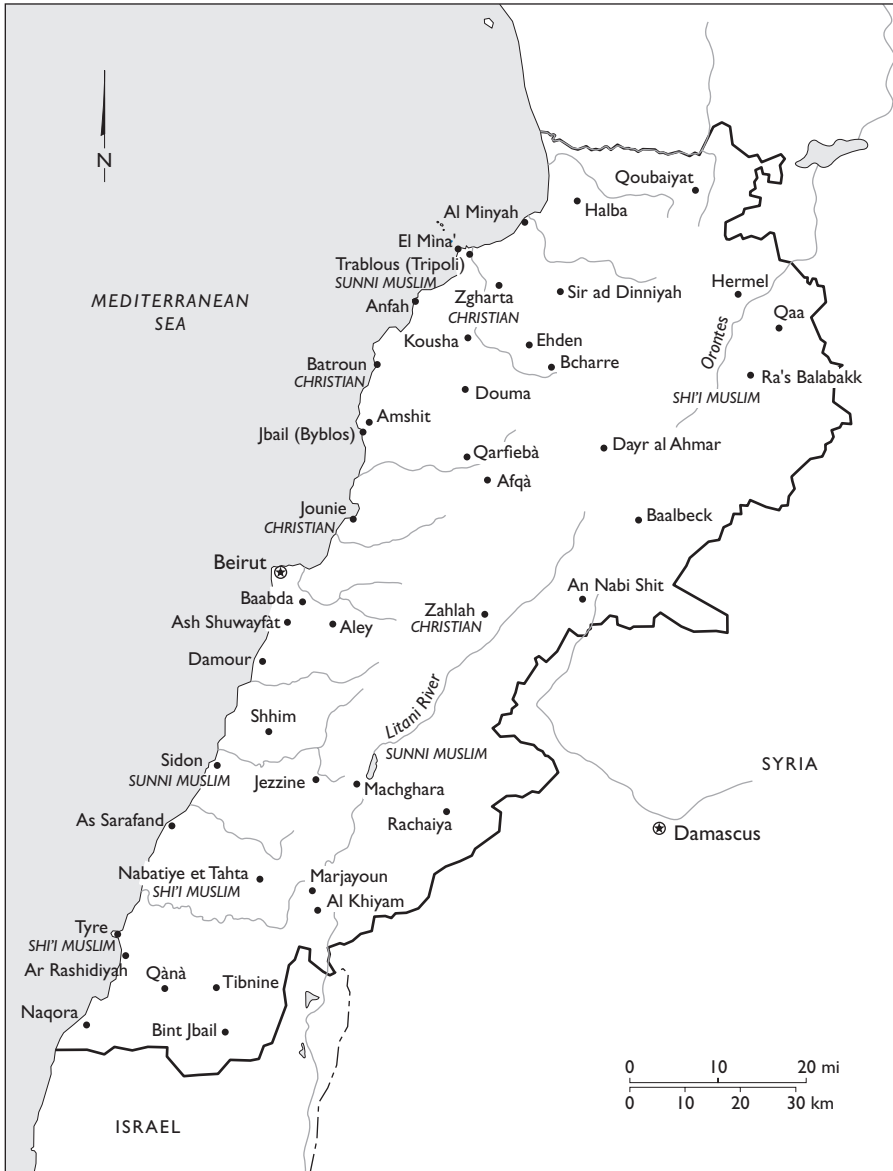 N
MEDITERRANEAN
SEA
Qoubaiyat
Halba
Al Minyah
El Mìna'
Trablous (Tripoli)
SUNNI MUSLIM
Anfah
Zgharta
CHRISTIAN
Sir ad Dinniyah
Hermel
Qaa
Orontes
Kousha
Ehden
Bcharre
Batroun
CHRISTIAN
Douma
Ra's Balabakk
SHI'I MUSLIM
Amshit
Jbail (Byblos)
Qarfiebà
Dayr al Ahmar
Afqà
Jounie
CHRISTIAN
Baalbeck
Beirut
An Nabi Shit
Baabda
Ash Shuwayfàt
Aley
Zahlah
CHRISTIAN
Damour
Litani River
Shhim
SUNNI MUSLIM
Sidon
SUNNI MUSLIM
Jezzine
Machghara
SYRIA
Rachaiya
As Sarafand
Damascus
Nabatiye et Tahta
SHI'I MUSLIM
Marjayoun
Al Khiyam
Tyre
SHI'I MUSLIM
Ar Rashidiyah
Qànà
Tibnine
Naqora
Bint Jbail
ISRAEL
0 10 20 mi
0 10 20 30 km